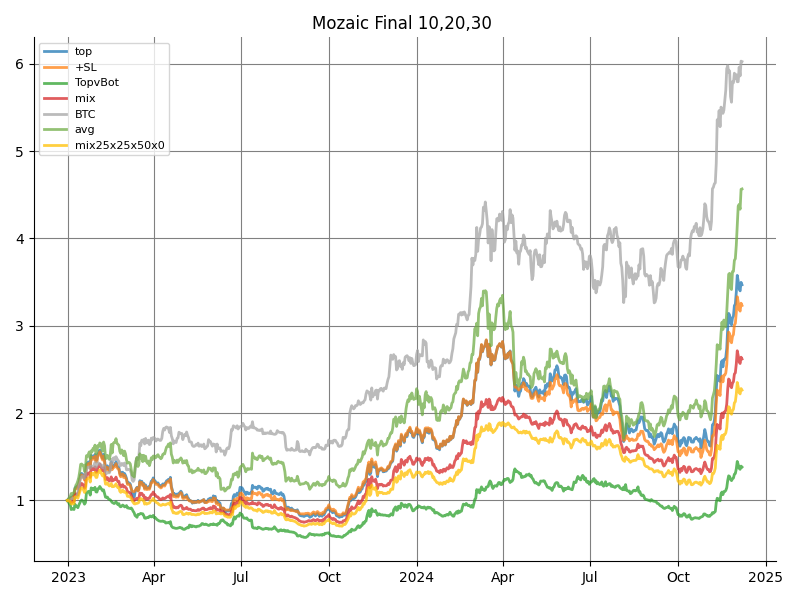 Mozaic Final 10,20,30
top
+SL
TopvBot
mix
BTC
avg
mix25x25x50x0
6
5
4
3
2
1
2023 Apr Jul Oct 2024 Apr Jul Oct 2025